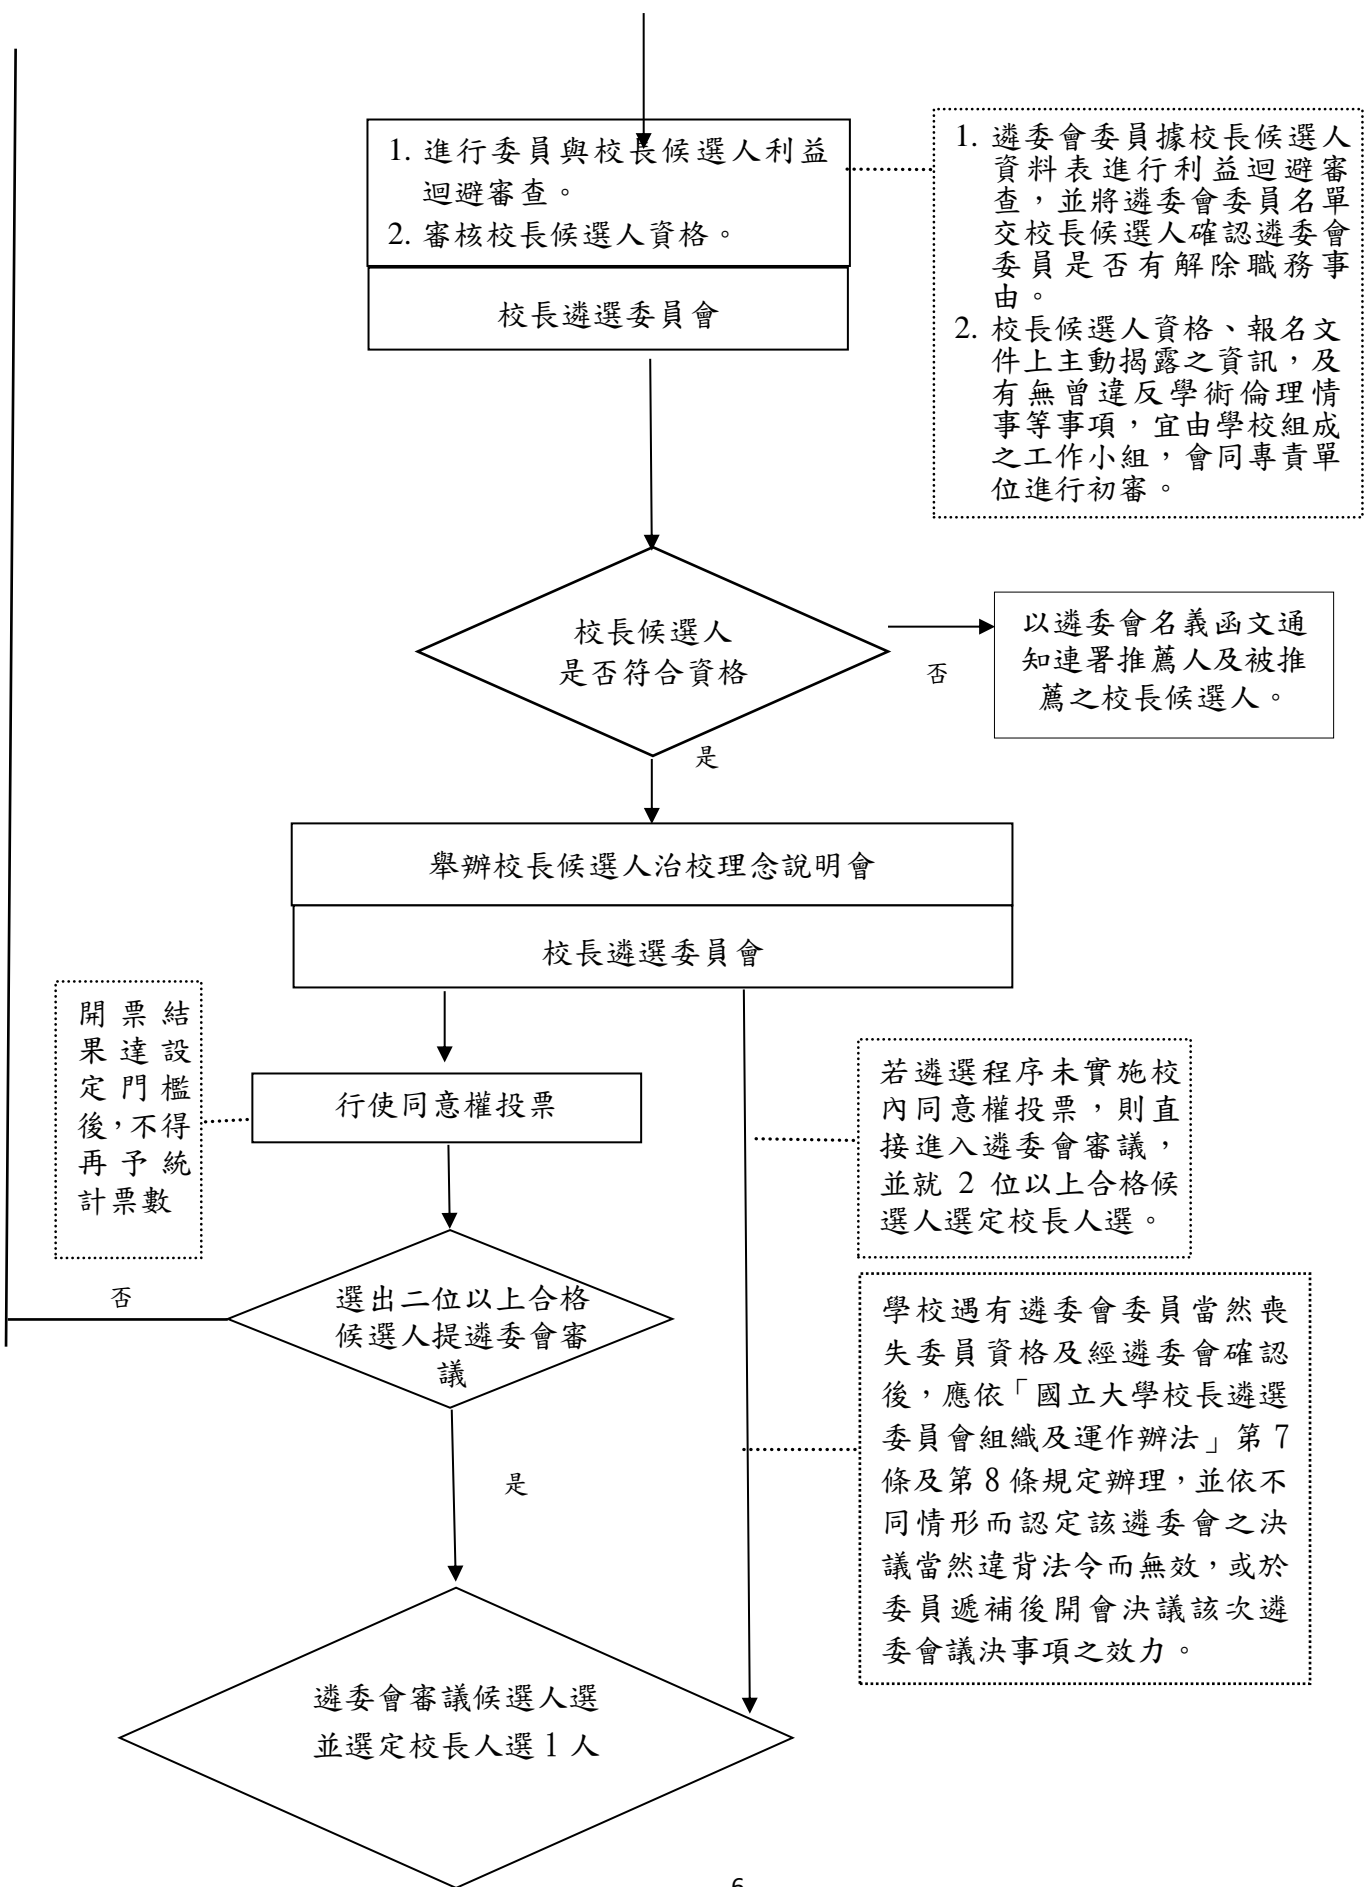 1. 進行委員與校長候選人利益
迴避審查。
2. 審核校長候選人資格。
校長遴選委員會
1. 遴委會委員據校長候選人
資料表進行利益迴避審
查，並將遴委會委員名單
交校長候選人確認遴委會
委員是否有解除職務事
由。
2. 校長候選人資格、報名文
件上主動揭露之資訊，及
有無曾違反學術倫理情
事等事項，宜由學校組成
之工作小組，會同專責單
位進行初審。
校長候選人
是否符合資格
否
以遴委會名義函文通
知連署推薦人及被推
薦之校長候選人。
是
舉辦校長候選人治校理念說明會
校長遴選委員會
開票結
果達設
定門檻
後，不得
再予統
計票數
行使同意權投票
若遴選程序未實施校
內同意權投票，則直
接進入遴委會審議，
並就 2 位以上合格候
選人選定校長人選。
否
選出二位以上合格
候選人提遴委會審
議
學校遇有遴委會委員當然喪
失委員資格及經遴委會確認
後，應依「國立大學校長遴選
委員會組織及運作辦法」第 7
條及第 8 條規定辦理，並依不
同情形而認定該遴委會之決
議當然違背法令而無效，或於
委員遞補後開會決議該次遴
委會議決事項之效力。
是
遴委會審議候選人選
並選定校長人選 1 人
6